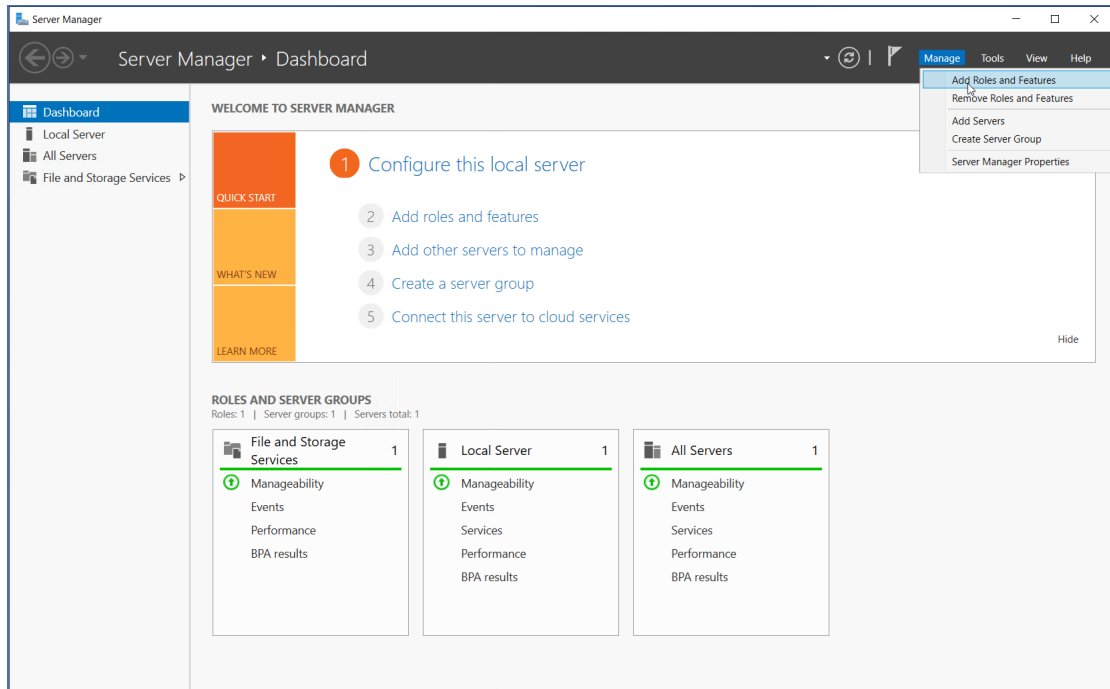 Server Manager
Server Manager • Dashboard
Manage Tools View Help
Add Roles and Features
Remove Roles and Features
Add Servers
Create Server Group
Server Manager Properties
Dashboard
Local Server
All Servers
File and Storage Services
WELCOME TO SERVER MANAGER
QUICK START
WHAT'S NEW
LEARN MORE
1 Configure this local server
2 Add roles and features
3 Add other servers to manage
4 Create a server group
5 Connect this server to cloud services
Hide
ROLES AND SERVER GROUPS
Roles: 1 | Server groups: 1 | Servers total: 1
File and Storage
Services 1
Manageability
Events
Performance
BPA results
Local Server 1
Manageability
Events
Services
Performance
BPA results
All Servers 1
Manageability
Events
Services
Performance
BPA results